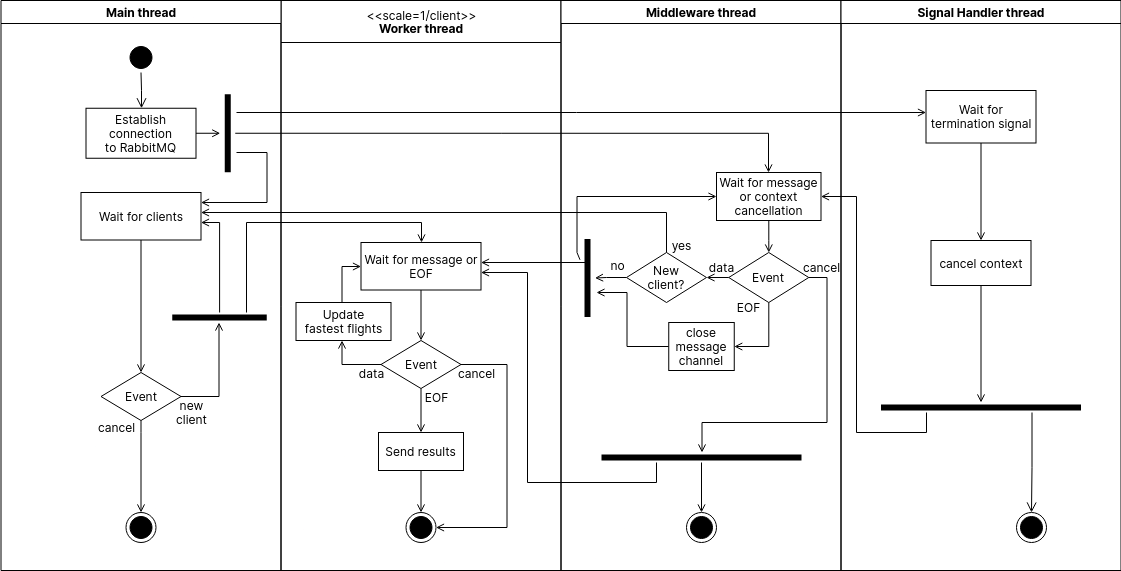 Main thread
<<scale=1/client>>
Worker thread
Middleware thread
Signal Handler thread
Establish
connection
to RabbitMQ
Wait for
termination signal
Wait for clients
Wait for message
or context
cancellation
Wait for message or
EOF
yes
no
New
client?
data
Event
cancel
EOF
cancel context
Update
fastest flights
close
message
channel
Event
data
cancel
EOF
Event
new
client
cancel
Send results